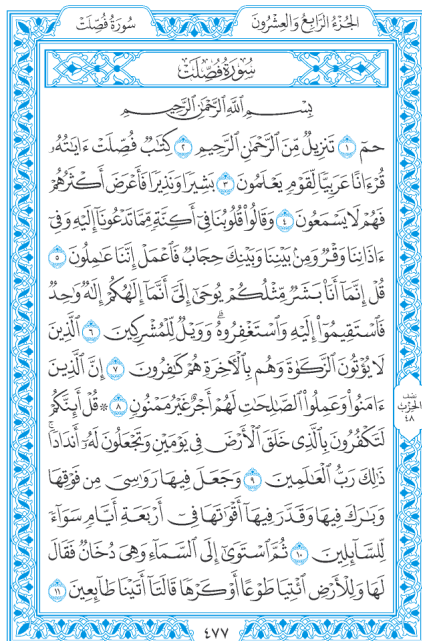 الجُزْءُ الرَّابِعُ وَالعِشْرُونَ
سُورَةُ فُصِّلَتْ
سُورَةُ فُصِّلَتْ
بِسْمِ ٱللَّهِ ٱلرَّحْمَٰنِ ٱلرَّحِيمِ
حمٓ ١ تَنزِيلٌ مِّنَ ٱلرَّحْمَٰنِ ٱلرَّحِيمِ ٢ كِتَٰبٌ فُصِّلَتْ ءَايَٰتُهُۥ
قُرْءَانًا عَرَبِيًّا لِّقَوْمٍ يَعْلَمُونَ ٣ بَشِيرًا وَنَذِيرًا فَأَعْرَضَ أَكْثَرُهُمْ
فَهُمْ لَا يَسْمَعُونَ ٤ وَقَالُوا۟ قُلُوبُنَا فِىٓ أَكِنَّةٍ مِّمَّا تَدْعُونَآ إِلَيْهِ وَفِىٓ
ءَاذَانِنَا وَقْرٌ وَمِنۢ بَيْنِنَا وَبَيْنِكَ حِجَابٌ فَٱعْمَلْ إِنَّنَا عَٰمِلُونَ ٥
قُلْ إِنَّمَآ أَنَا۠ بَشَرٌ مِّثْلُكُمْ يُوحَىٰٓ إِلَىَّ أَنَّمَآ إِلَٰهُكُمْ إِلَٰهٌ وَٰحِدٌ
فَٱسْتَقِيمُوٓا۟ إِلَيْهِ وَٱسْتَغْفِرُوهُ ۗ وَوَيْلٌ لِّلْمُشْرِكِينَ ٦ ٱلَّذِينَ
لَا يُؤْتُونَ ٱلزَّكَوٰةَ وَهُم بِٱلْءَاخِرَةِ هُمْ كَٰفِرُونَ ٧ إِنَّ ٱلَّذِينَ
ءَامَنُوا۟ وَعَمِلُوا۟ ٱلصَّٰلِحَٰتِ لَهُمْ أَجْرٌ غَيْرُ مَمْنُونٍ ٨ ۞ قُلْ أَئِنَّكُمْ
لَتَكْفُرُونَ بِٱلَّذِى خَلَقَ ٱلْأَرْضَ فِى يَوْمَيْنِ وَتَجْعَلُونَ لَهُۥٓ أَندَادًا ۚ
ذَٰلِكَ رَبُّ ٱلْعَٰلَمِينَ ٩ وَجَعَلَ فِيهَا رَوَٰسِىَ مِن فَوْقِهَا
وَبَٰرَكَ فِيهَا وَقَدَّرَ فِيهَآ أَقْوَٰتَهَا فِىٓ أَرْبَعَةِ أَيَّامٍ سَوَآءً
لِّلسَّآئِلِينَ ١٠ ثُمَّ ٱسْتَوَىٰٓ إِلَى ٱلسَّمَآءِ وَهِىَ دُخَانٌ فَقَالَ
لَهَا وَلِلْأَرْضِ ٱئْتِيَا طَوْعًا أَوْ كَرْهًا قَالَتَآ أَتَيْنَا طَآئِعِينَ ١١
نصف
الحِزْب
٤٨
٤٧٧